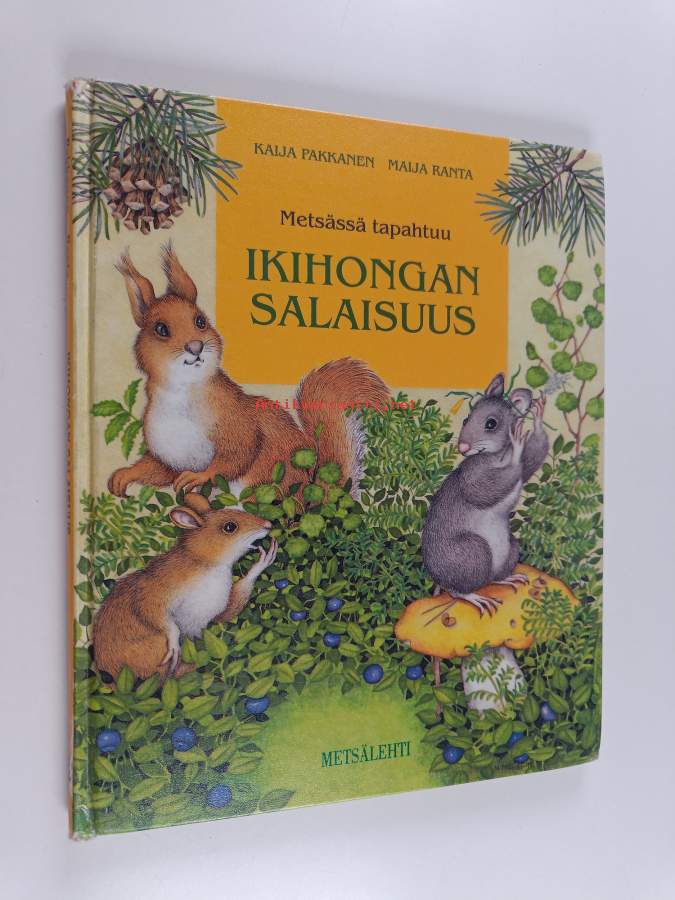 KAIJA PAKKANEN MAIJA RANTA
Metsässä tapahtuu
IKIHONGAN
SALAISUUS
METSÄLEHTI